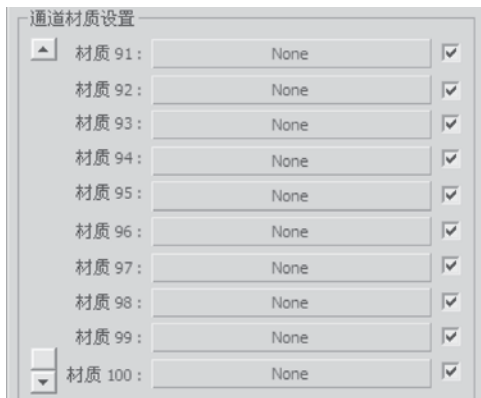 通道材质设置
材质 91： None
材质 92： None
材质 93： None
材质 94： None
材质 95： None
材质 96： None
材质 97： None
材质 98： None
材质 99： None
材质 100： None